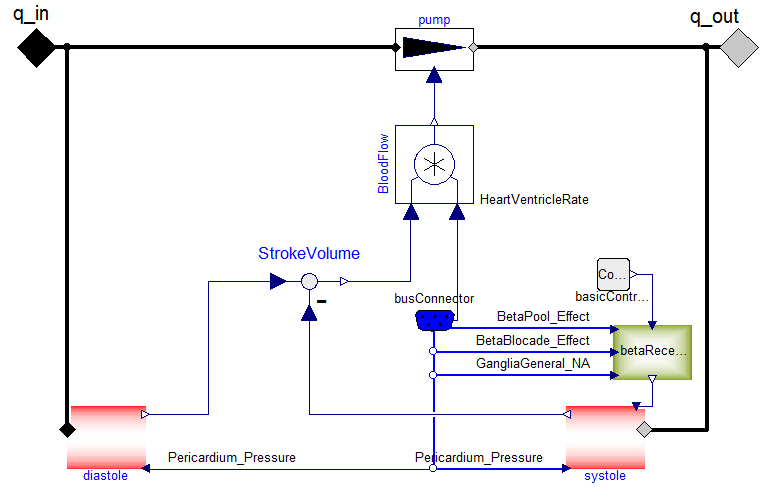 q_in
pump
q_out
BloodFlow
HeartVentricleRate
StrokeVolume
-
Co...
basicContr...
busConnector
BetaPool_Effect
BetaBlocade_Effect
betaRece...
GangliaGeneral_NA
Pericardium_Pressure
Pericardium_Pressure
diastole
systole